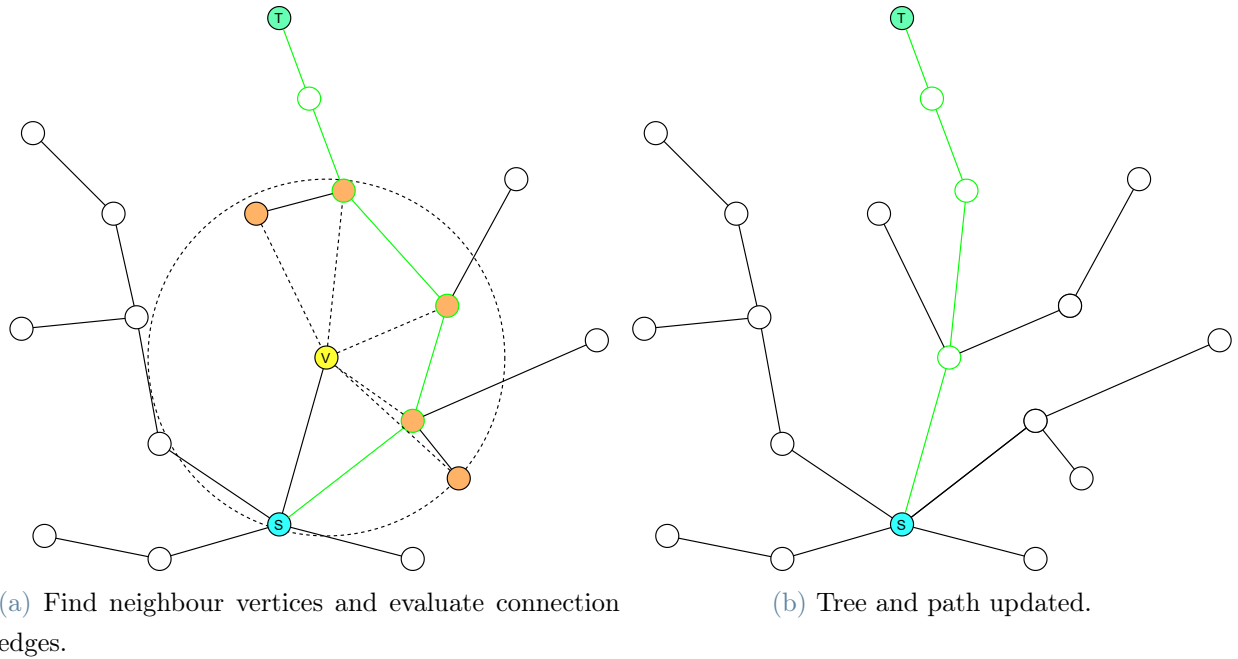 T
V
S
(a) Find neighbour vertices and evaluate connection
edges.
T
S
(b) Tree and path updated.